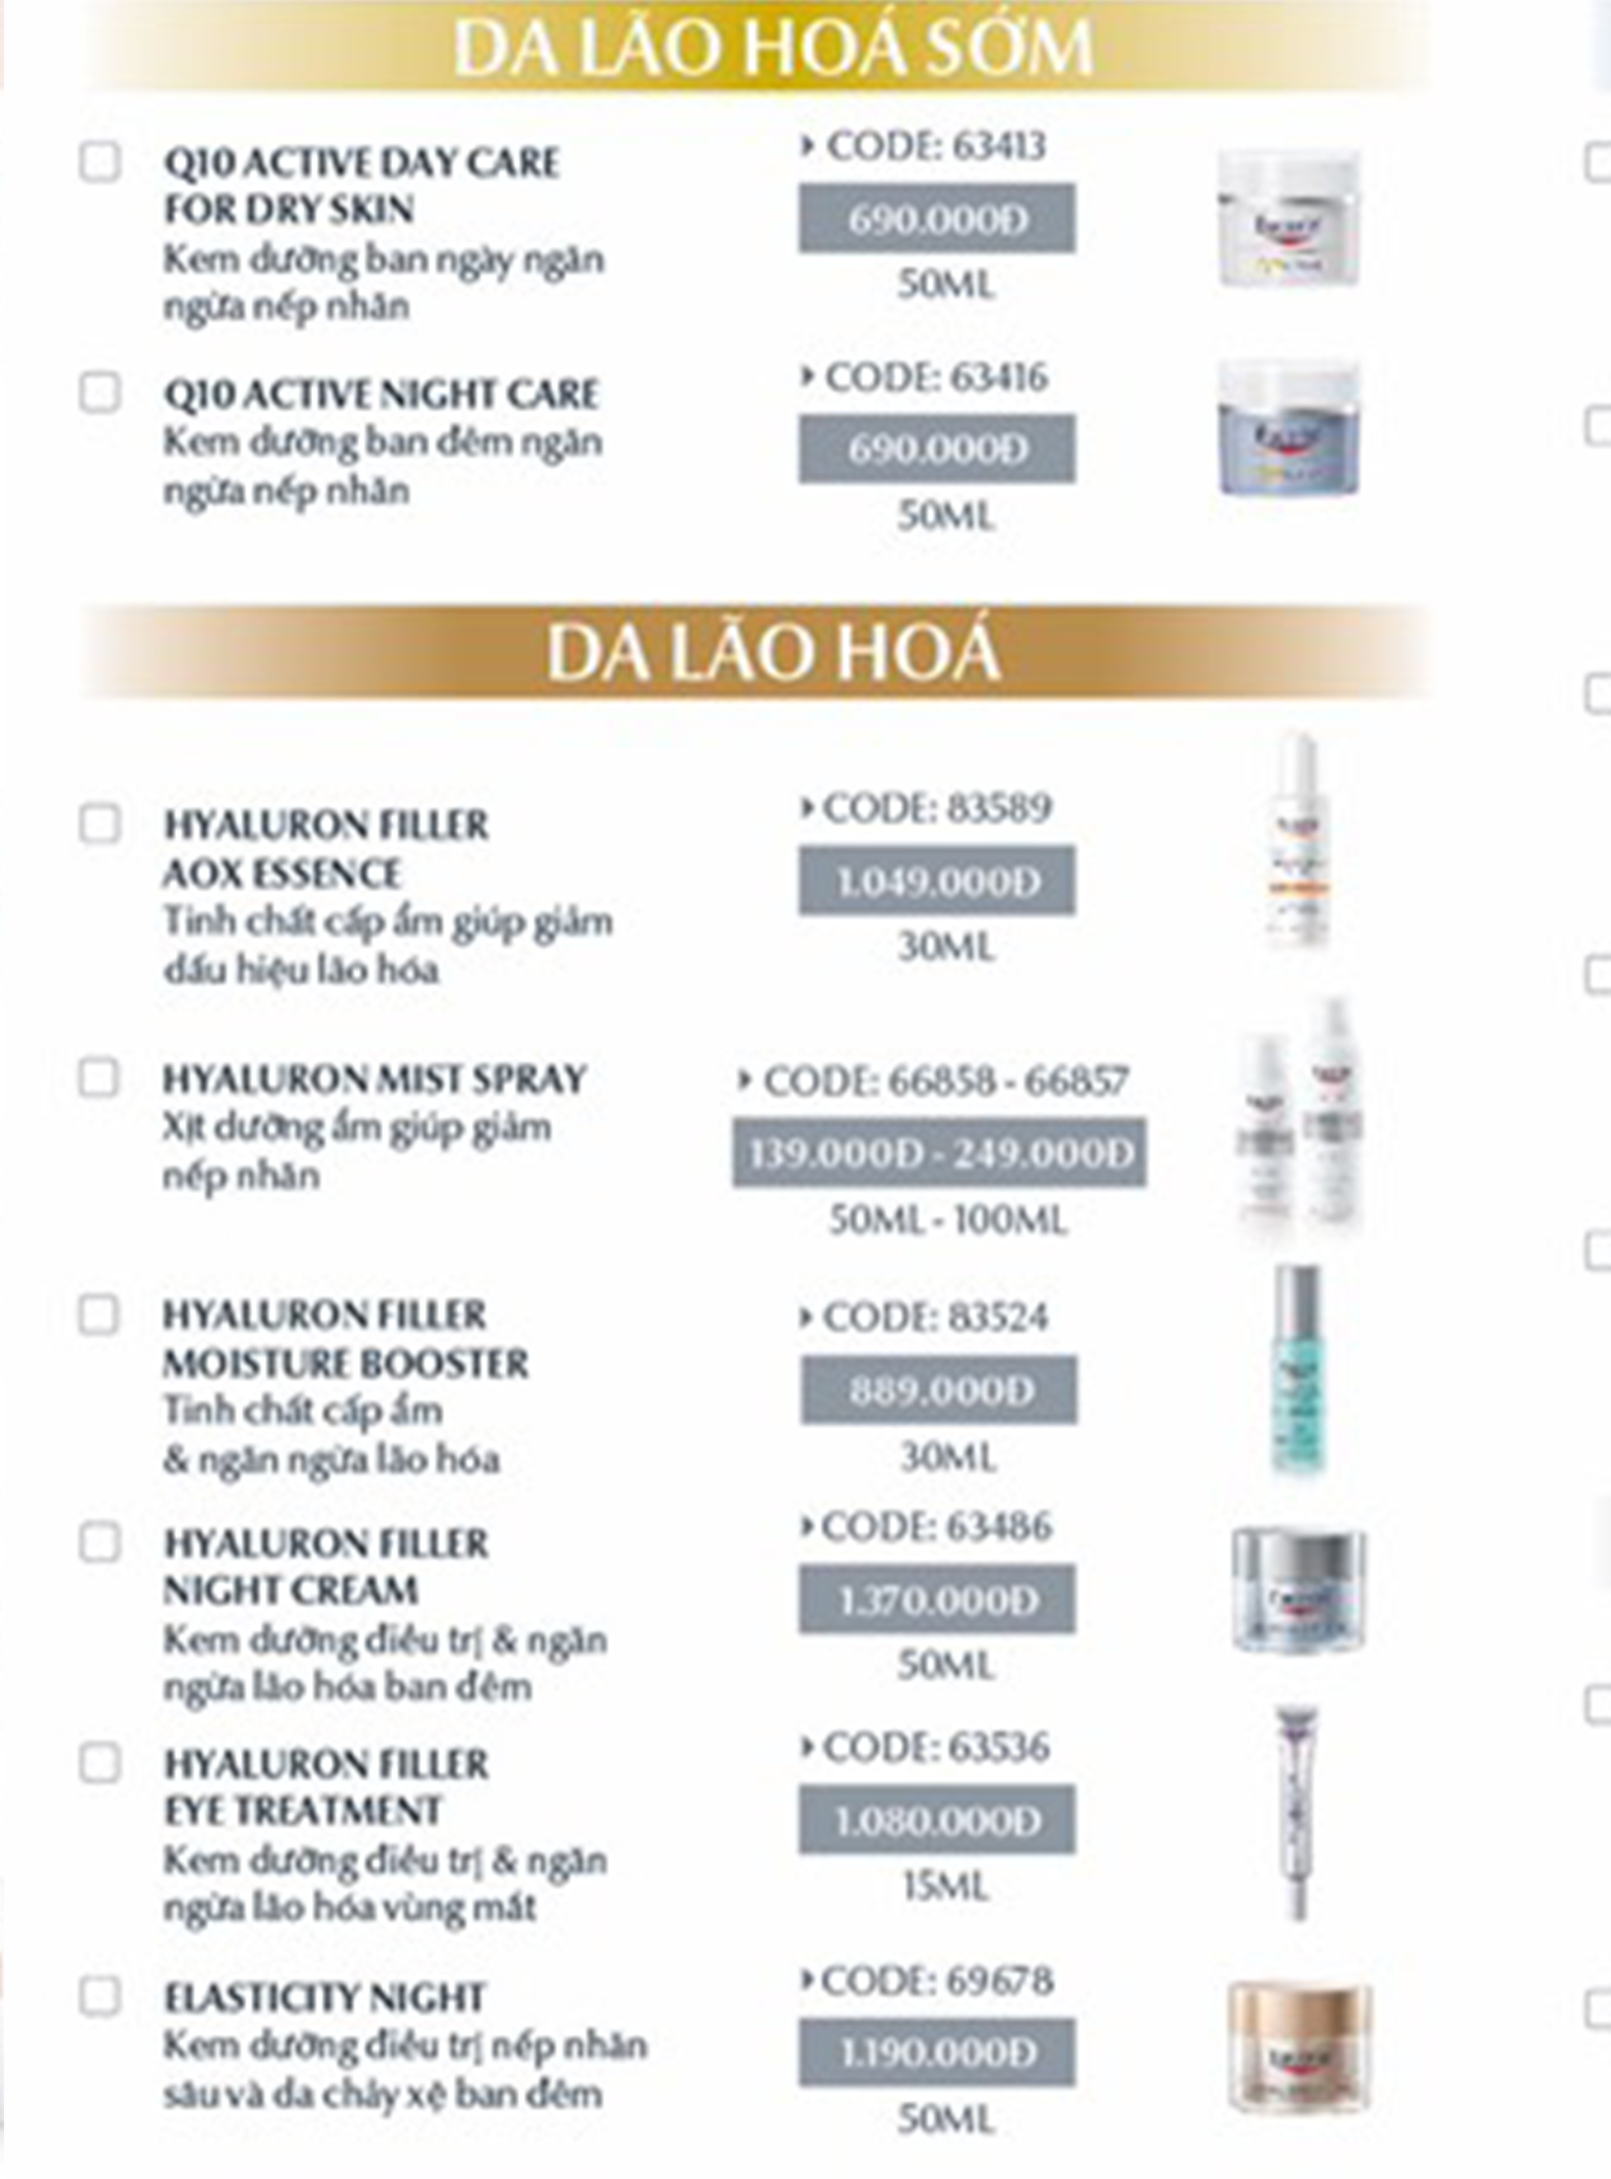 DA LÃO HOÁ SỚM
Q10 ACTIVE DAY CARE
FOR DRY SKIN
Kem dưỡng ban ngày ngăn
ngừa nếp nhăn
CODE: 63413
690.000Đ
50ML
Q10 ACTIVE NIGHT CARE
Kem dưỡng ban đêm ngăn
ngừa nếp nhăn
CODE: 63416
690.000Đ
50ML
DA LÃO HOÁ
HYALURON FILLER
AOX ESSENCE
Tinh chất cấp ẩm giúp giảm
dấu hiệu lão hóa
CODE: 83589
1.049.000Đ
30ML
HYALURON MIST SPRAY
Xịt dưỡng ẩm giúp giảm
nếp nhăn
CODE: 66858 - 66857
139.000Đ - 249.000Đ
50ML - 100ML
HYALURON FILLER
MOISTURE BOOSTER
Tinh chất cấp ẩm
& ngăn ngừa lão hóa
CODE: 83524
889.000Đ
30ML
HYALURON FILLER
NIGHT CREAM
Kem dưỡng điều trị & ngăn
ngừa lão hóa ban đêm
CODE: 63486
1.370.000Đ
50ML
HYALURON FILLER
EYE TREATMENT
Kem dưỡng điều trị & ngăn
ngừa lão hóa vùng mắt
CODE: 63536
1.080.000Đ
15ML
ELASTICITY NIGHT
Kem dưỡng điều trị nếp nhăn
sâu và da chảy xệ ban đêm
CODE: 69678
1.190.000Đ
50ML